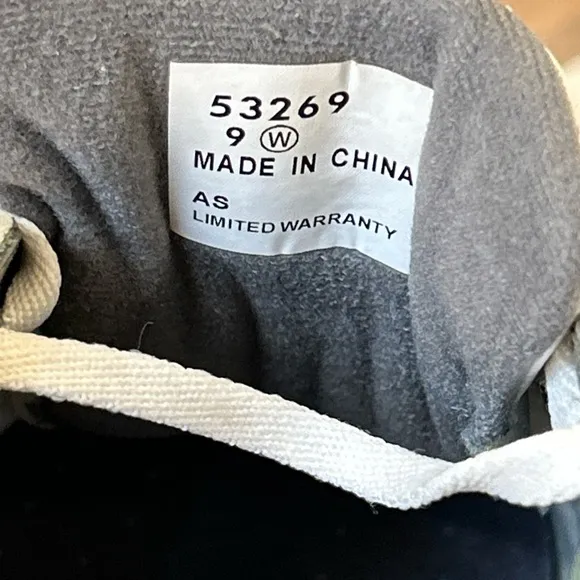 53269
9 Ⓦ
MADE IN CHINA
AS
LIMITED WARRANTY